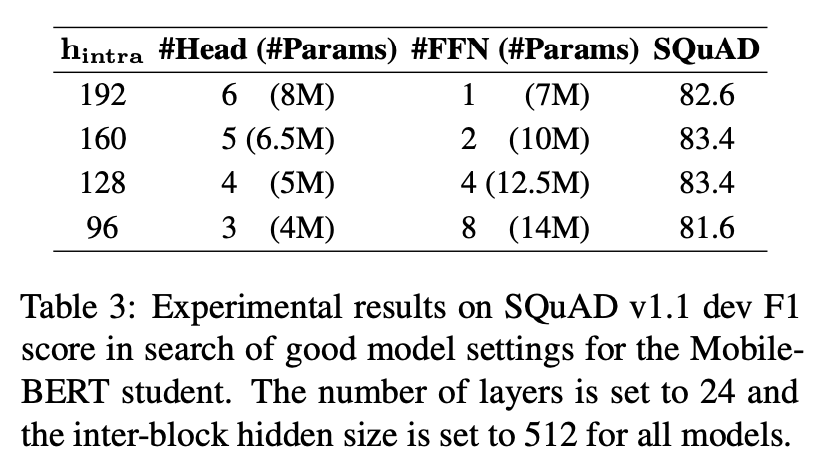 h_intra #Head (#Params) #FFN (#Params) SQuAD
192 6 (8M) 1 (7M) 82.6
160 5 (6.5M) 2 (10M) 83.4
128 4 (5M) 4 (12.5M) 83.4
96 3 (4M) 8 (14M) 81.6
Table 3: Experimental results on SQuAD v1.1 dev F1
score in search of good model settings for the Mobile-
BERT student. The number of layers is set to 24 and
the inter-block hidden size is set to 512 for all models.